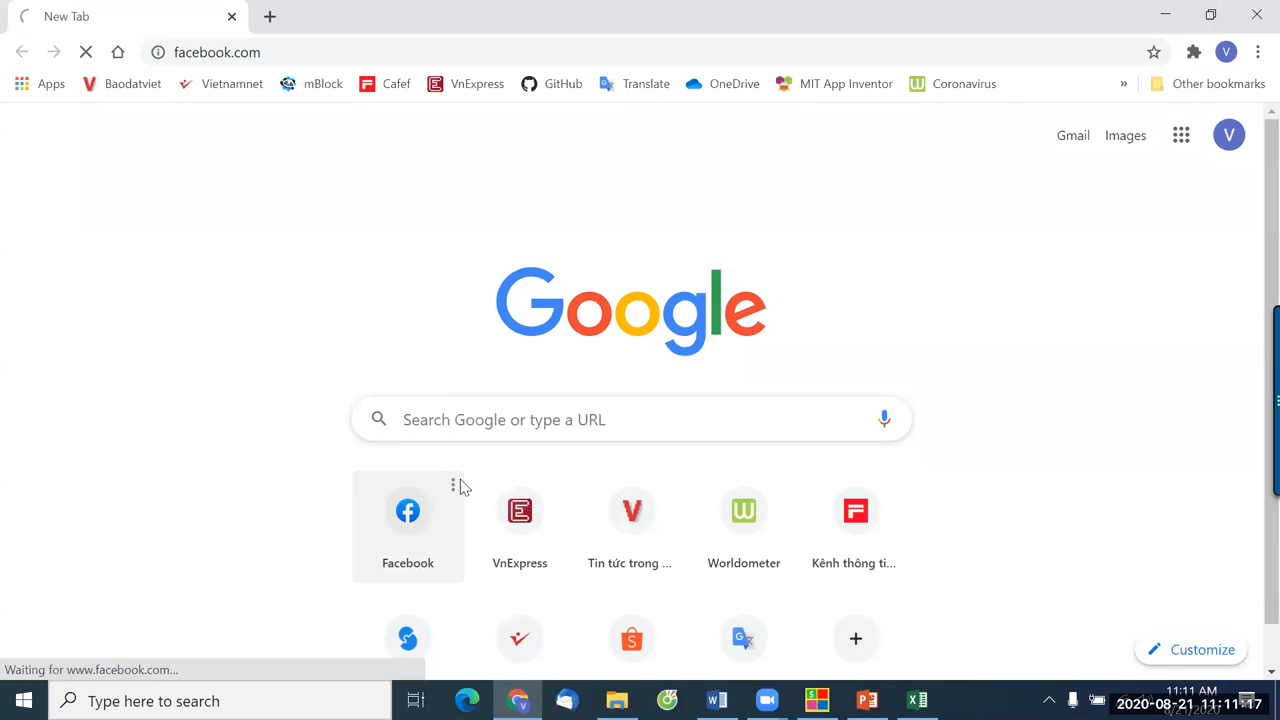 New Tab
facebook.com
V
Apps
Baodatviet
Vietnamnet
mBlock
Cafef
VnExpress
GitHub
Translate
OneDrive
MIT App Inventor
Coronavirus
»
Other bookmarks
Gmail
Images
V
Google
Search Google or type a URL
Facebook
VnExpress
Tin tức trong ...
Worldometer
Kênh thông ti...
Customize
Waiting for www.facebook.com...
Type here to search
11:11 AM
2020-08-21 11:11:17